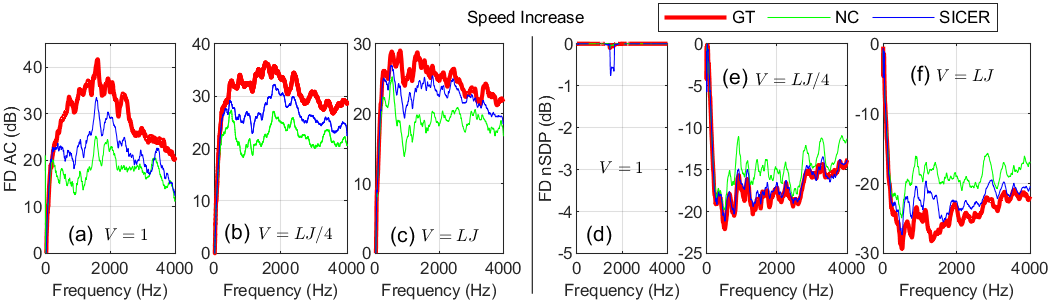 Speed Increase
GT NC SICER
FD AC (dB)
40
30
20
10
0
(a) V = 1
0 2000 4000
Frequency (Hz)
40
30
20
10
0
(b) V = LJ/4
0 2000 4000
Frequency (Hz)
30
20
10
0
(c) V = LJ
0 2000 4000
Frequency (Hz)
FD nSDP (dB)
0
-1
-2
-3
-4
-5
V = 1
(d)
0 2000 4000
Frequency (Hz)
0
-5
-10
-15
-20
-25
(e) V = LJ/4
0 2000 4000
Frequency (Hz)
0
-10
-20
-30
(f) V = LJ
0 2000 4000
Frequency (Hz)